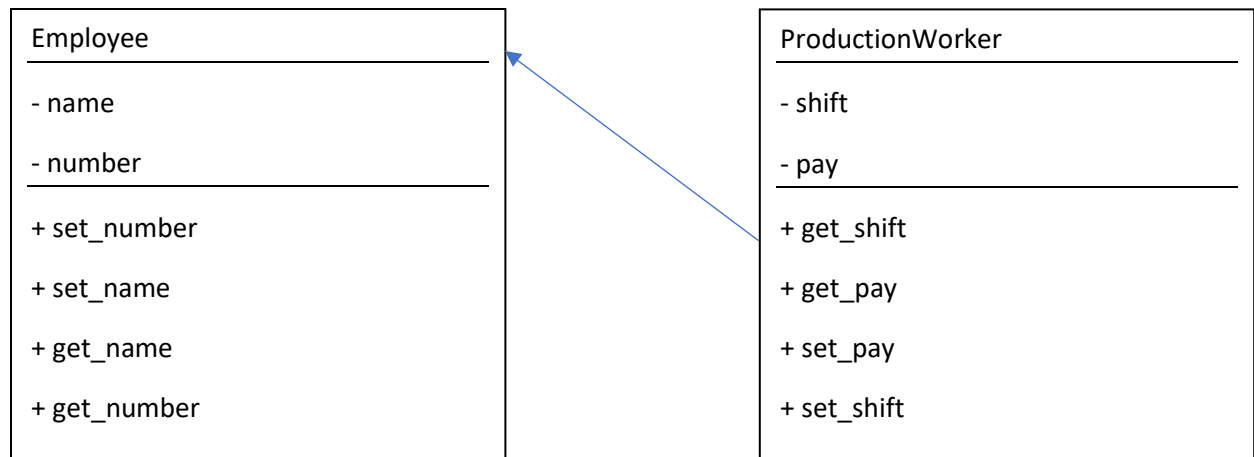 Employee
- name
- number
+ set_number
+ set_name
+ get_name
+ get_number
ProductionWorker
- shift
- pay
+ get_shift
+ get_pay
+ set_pay
+ set_shift